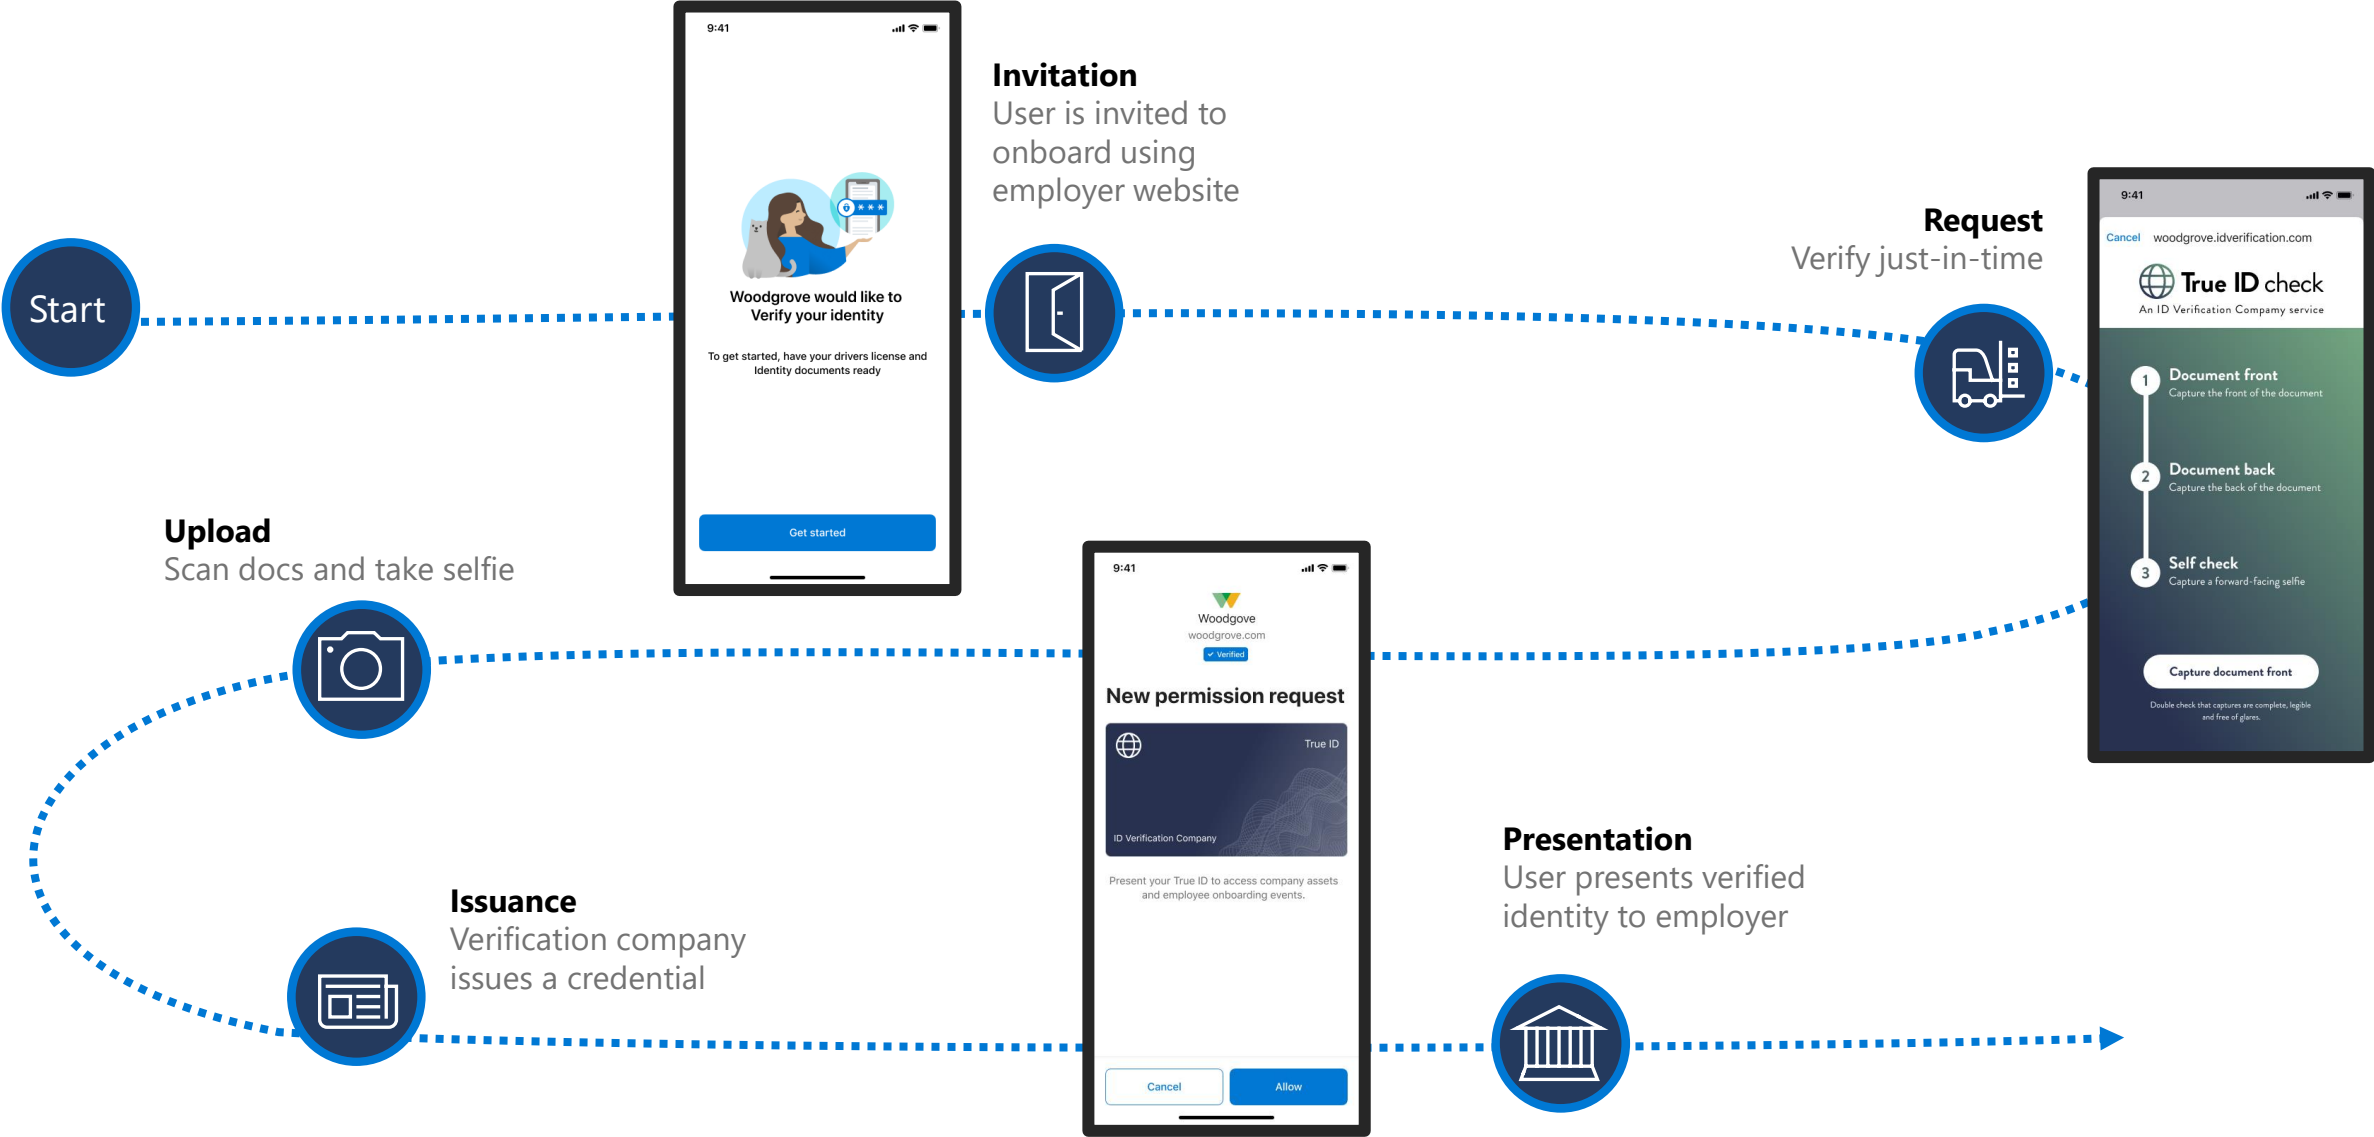 Start
9:41
Woodgrove would like to
Verify your identity
To get started, have your drivers license and
Identity documents ready
Get started
Invitation
User is invited to
onboard using
employer website
Request
Verify just-in-time
9:41
Cancel woodgrove.idverification.com
True ID check
An ID Verification Compamy service
1 Document front
Capture the front of the document
2 Document back
Capture the back of the document
3 Self check
Capture a forward-facing selfie
Capture document front
Double check that captures are complete, legible
and free of glares.
Upload
Scan docs and take selfie
Issuance
Verification company
issues a credential
9:41
Woodgove
woodgrove.com
Verified
New permission request
True ID
ID Verification Company
Present your True ID to access company assets
and employee onboarding events.
Cancel Allow
Presentation
User presents verified
identity to employer